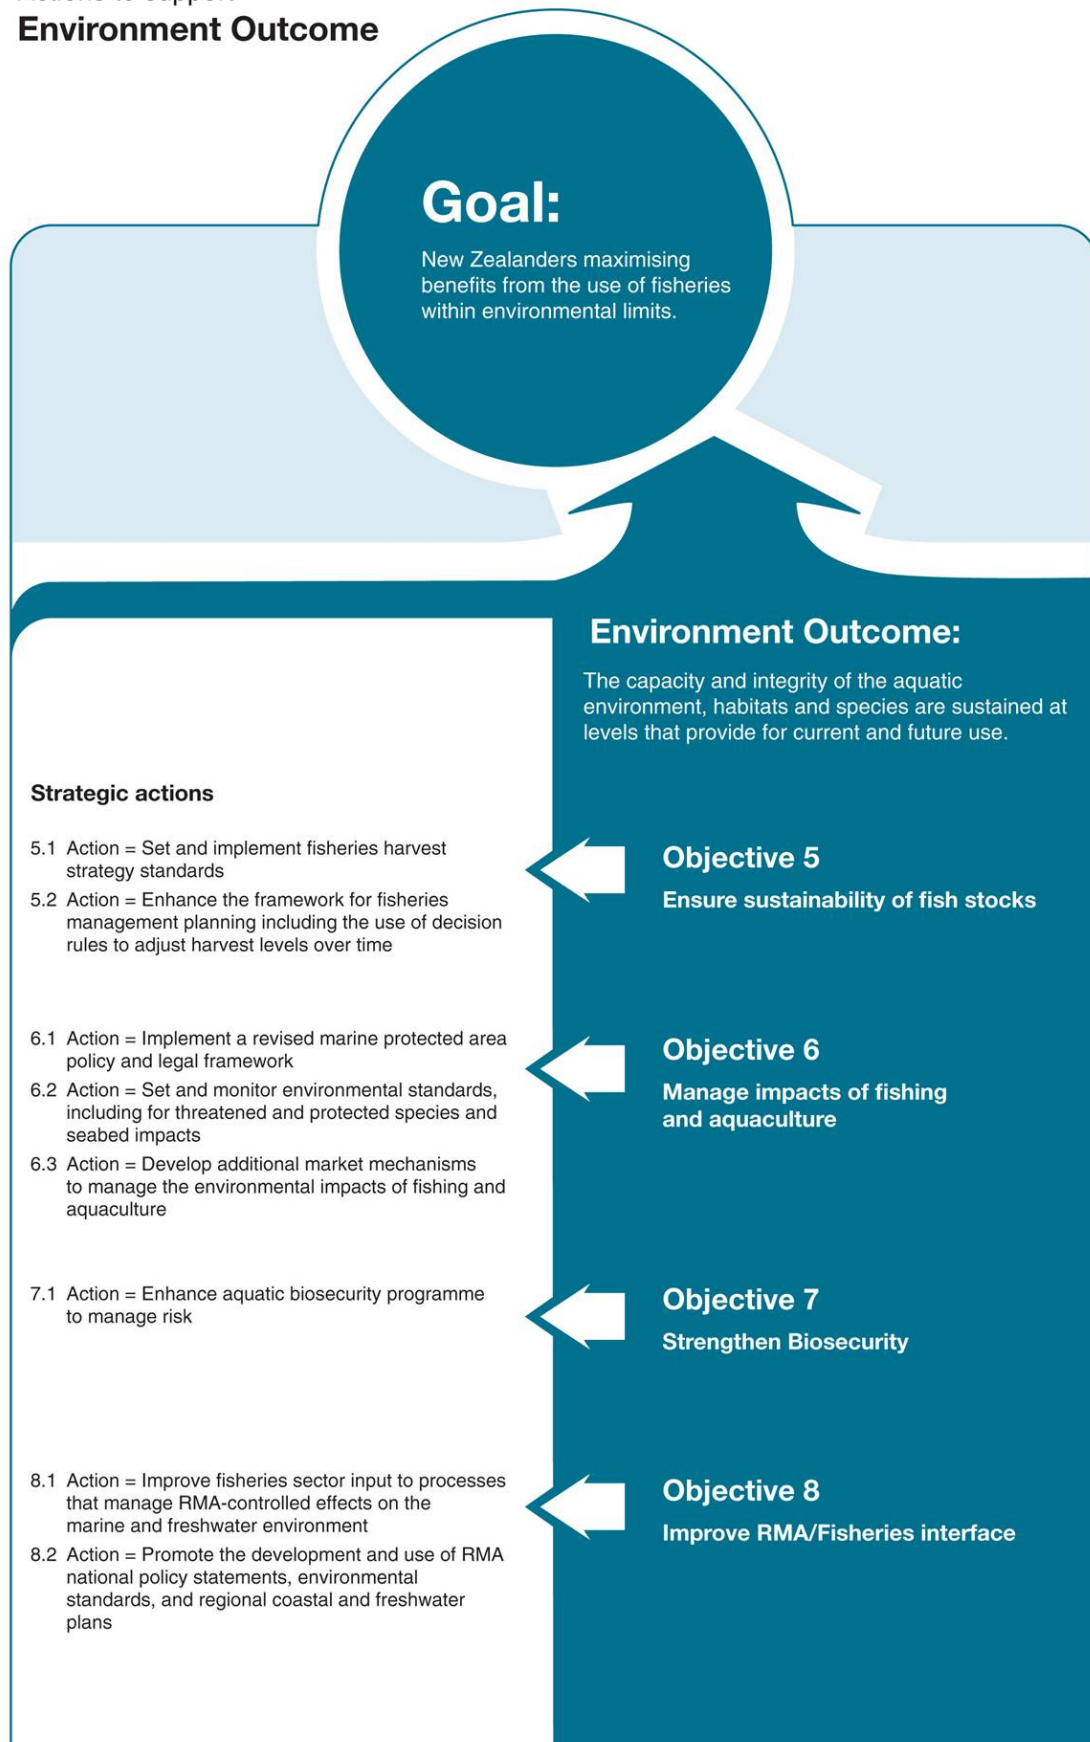 Actions to support
Environment Outcome
Goal:
New Zealanders maximising
benefits from the use of fisheries
within environmental limits.
Environment Outcome:
The capacity and integrity of the aquatic
environment, habitats and species are sustained at
levels that provide for current and future use.
Strategic actions
5.1 Action = Set and implement fisheries harvest
strategy standards
5.2 Action = Enhance the framework for fisheries
management planning including the use of decision
rules to adjust harvest levels over time
Objective 5
Ensure sustainability of fish stocks
6.1 Action = Implement a revised marine protected area
policy and legal framework
6.2 Action = Set and monitor environmental standards,
including for threatened and protected species and
seabed impacts
6.3 Action = Develop additional market mechanisms
to manage the environmental impacts of fishing and
aquaculture
Objective 6
Manage impacts of fishing
and aquaculture
7.1 Action = Enhance aquatic biosecurity programme
to manage risk
Objective 7
Strengthen Biosecurity
8.1 Action = Improve fisheries sector input to processes
that manage RMA-controlled effects on the
marine and freshwater environment
8.2 Action = Promote the development and use of RMA
national policy statements, environmental
standards, and regional coastal and freshwater
plans
Objective 8
Improve RMA/Fisheries interface